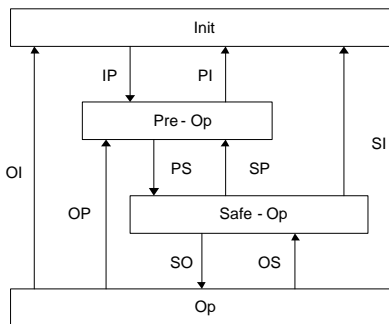 Init
IP PI
Pre - Op
SI
OI
PS SP
OP
Safe - Op
SO OS
Op